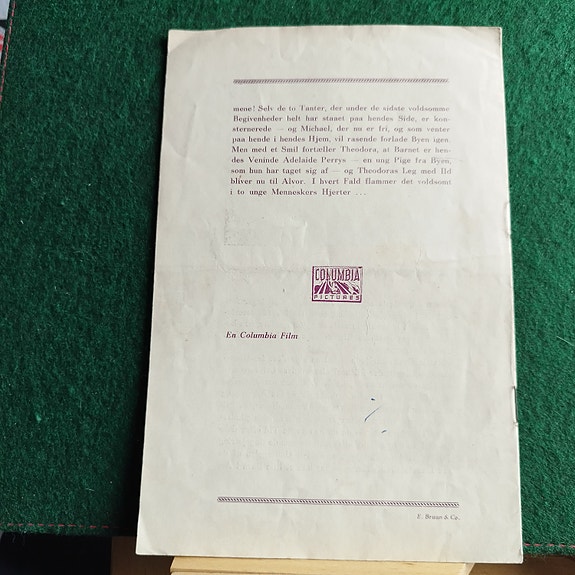 mene! Selv de to Tanter, der under de sidste voldsomme
Begivenheder helt har staaet paa hendes Side, er kon-
sternerede — og Michael, der nu er fri, og som venter
paa hende i hendes Hjem, vil rasende forlade Byen igen.
Men med et Smil fortæller Theodora, at Barnet er hen-
des Veninde Adelaide Perrys — en ung Pige fra Byen,
som hun har taget sig af — og Theodoras Leg med Ild
bliver nu til Alvor. I hvert Fald flammer det voldsomt
i to unge Menneskers Hjerter ...
COLUMBIA
PICTURES
En Columbia Film
E. Bruun & Co.